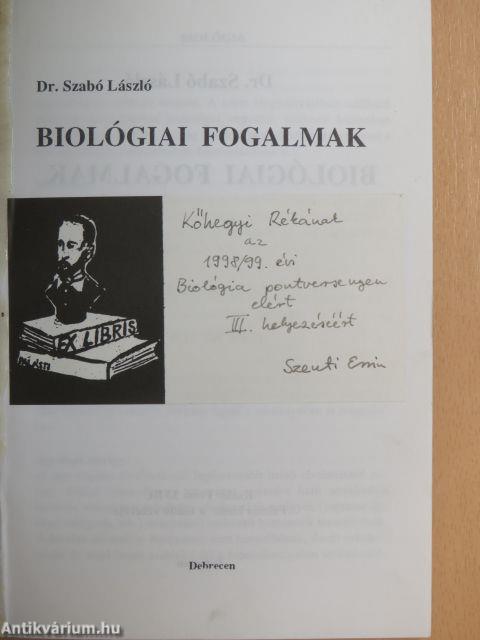 Dr. Szabó László
BIOLÓGIAI FOGALMAK
Kőhegyi Rékának
az
1998/99. évi
Biológia pontversenyen
elért
III. helyezéséért
Szenti
EX LIBRIS
Debrecen
Antikvárium.hu